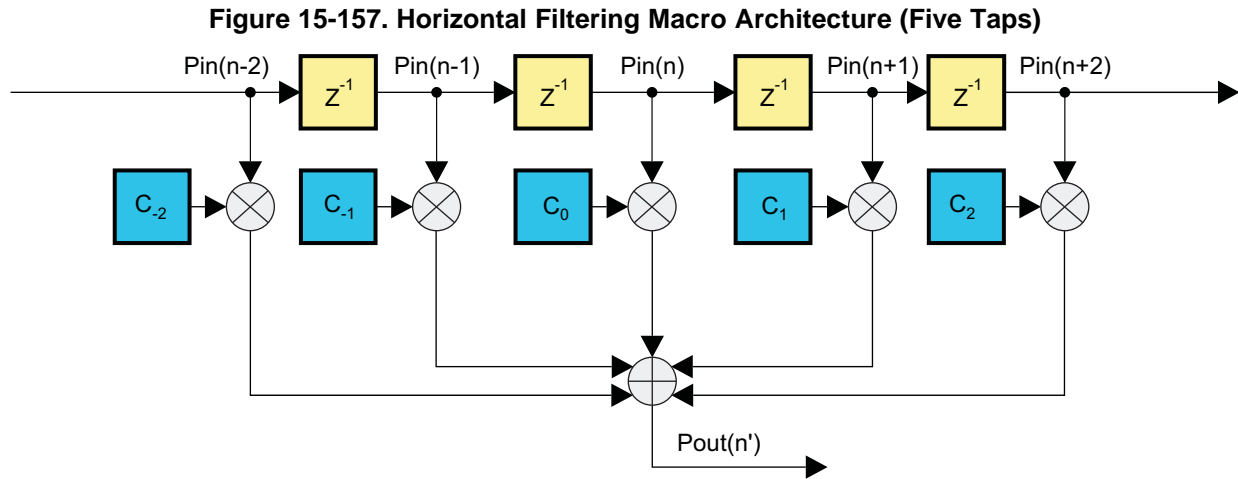 Figure 15-157. Horizontal Filtering Macro Architecture (Five Taps)
Pin(n-2) Pin(n-1) Pin(n) Pin(n+1) Pin(n+2)
Z⁻¹ Z⁻¹ Z⁻¹ Z⁻¹
C₋₂ C₋₁ C₀ C₁ C₂
Pout(n')